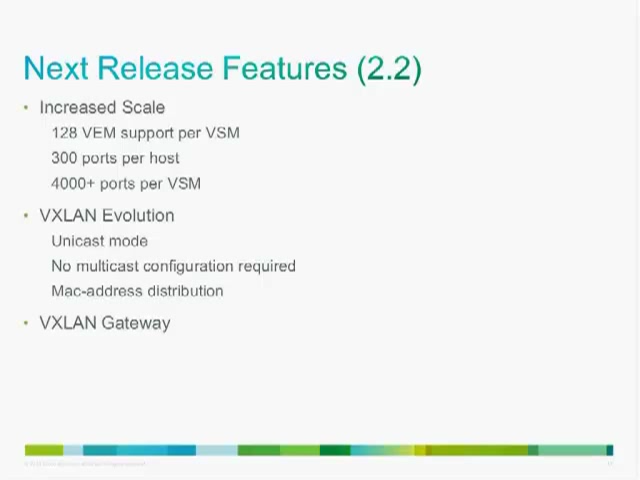 Next Release Features (2.2)
• Increased Scale
128 VEM support per VSM
300 ports per host
4000+ ports per VSM
• VXLAN Evolution
Unicast mode
No multicast configuration required
Mac-address distribution
• VXLAN Gateway